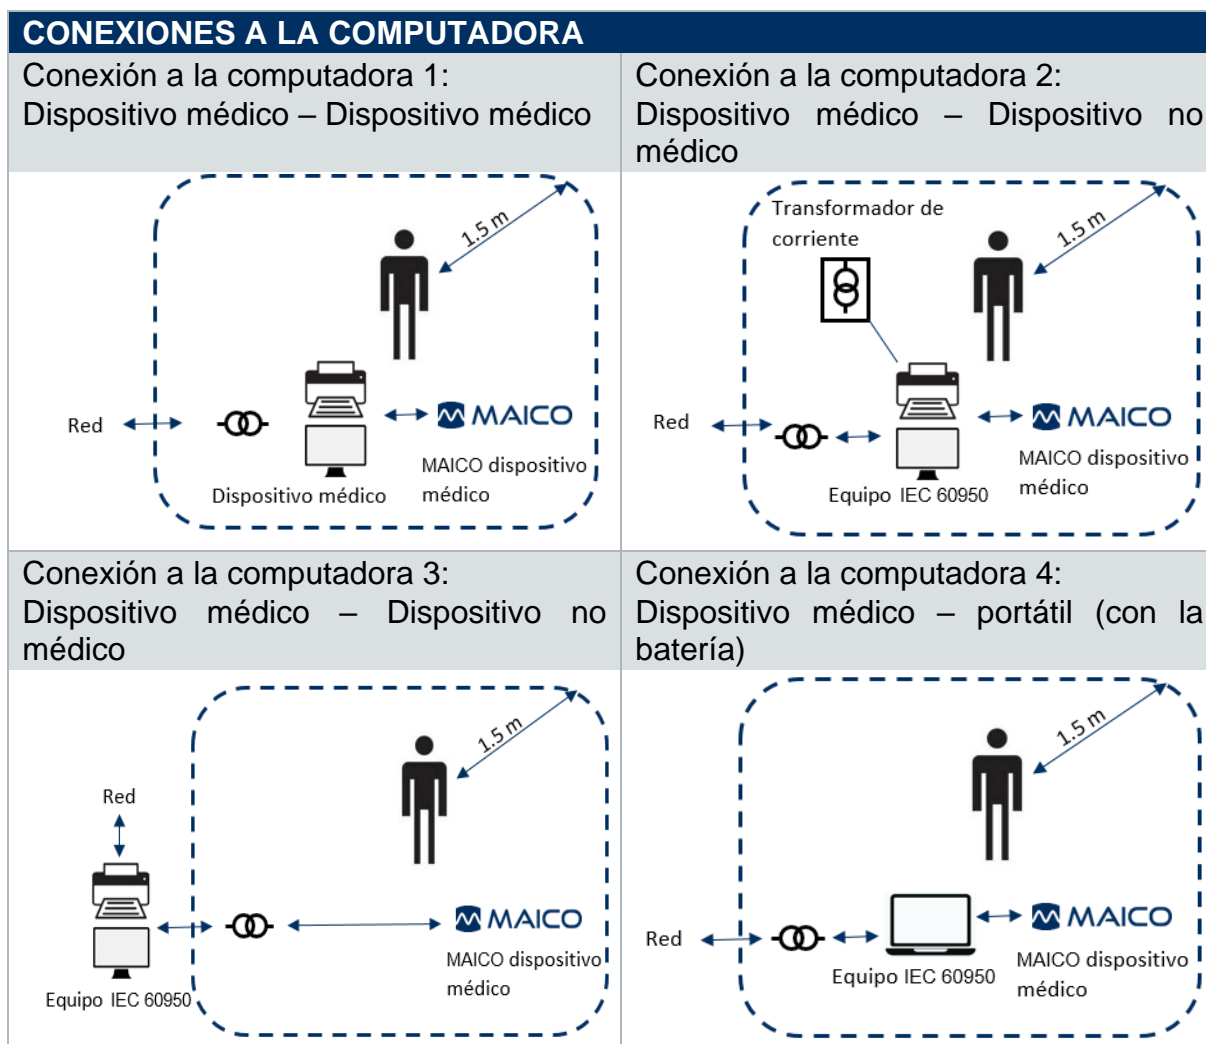 CONEXIONES A LA COMPUTADORA
Conexión a la computadora 1:
Dispositivo médico – Dispositivo médico
Conexión a la computadora 2:
Dispositivo médico – Dispositivo no
médico
1.5 m
Red
Dispositivo médico
MAICO
MAICO dispositivo
médico
Transformador de
corriente
1.5 m
Red
Equipo IEC 60950
MAICO
MAICO dispositivo
médico
Conexión a la computadora 3:
Dispositivo médico – Dispositivo no
médico
Conexión a la computadora 4:
Dispositivo médico – portátil (con la
batería)
1.5 m
Red
Equipo IEC 60950
MAICO
MAICO dispositivo
médico
1.5 m
Red
Equipo IEC 60950
MAICO
MAICO dispositivo
médico